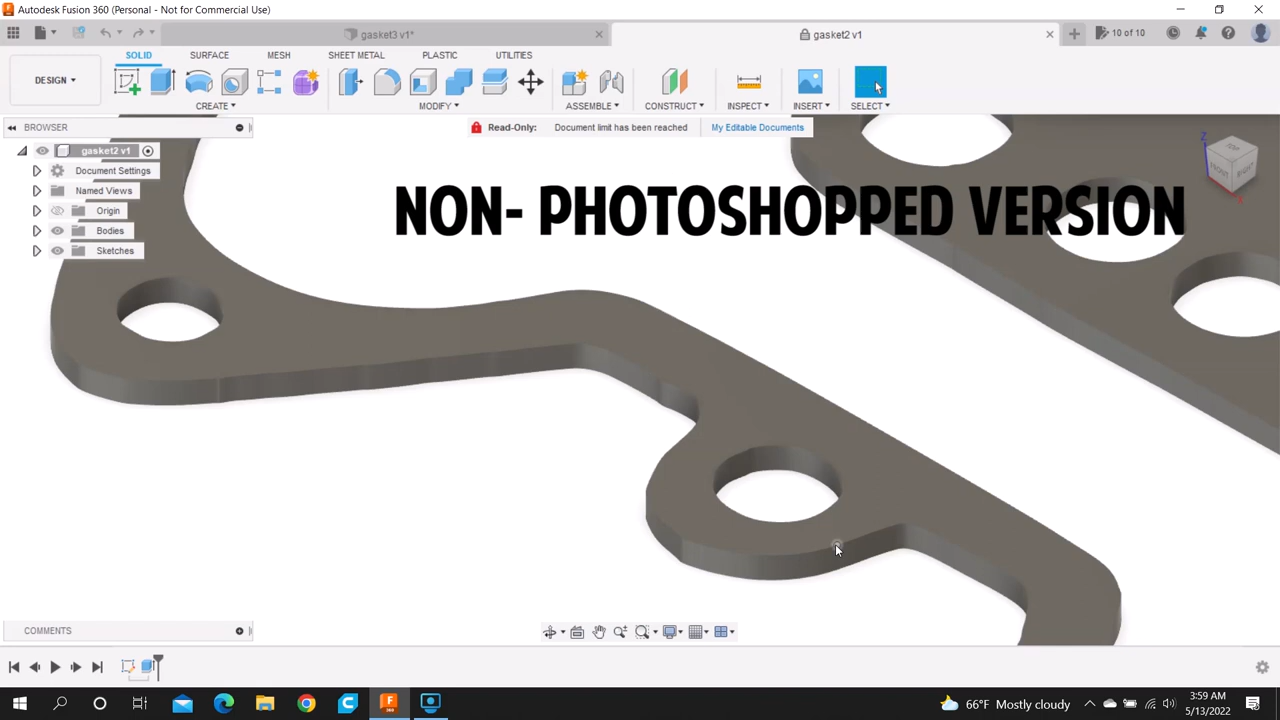 Autodesk Fusion 360 (Personal - Not for Commercial Use)
gasket3 v1*
gasket2 v1
10 of 10
DESIGN
SOLID
SURFACE
MESH
SHEET METAL
PLASTIC
UTILITIES
CREATE
MODIFY
ASSEMBLE
CONSTRUCT
INSPECT
INSERT
SELECT
BROWSER
Read-Only:
Document limit has been reached
My Editable Documents
gasket2 v1
Document Settings
Named Views
Origin
Bodies
Sketches
NON- PHOTOSHOPPED VERSION
Z
TOP
FRONT
RIGHT
X
COMMENTS
66°F Mostly cloudy
3:59 AM
5/13/2022